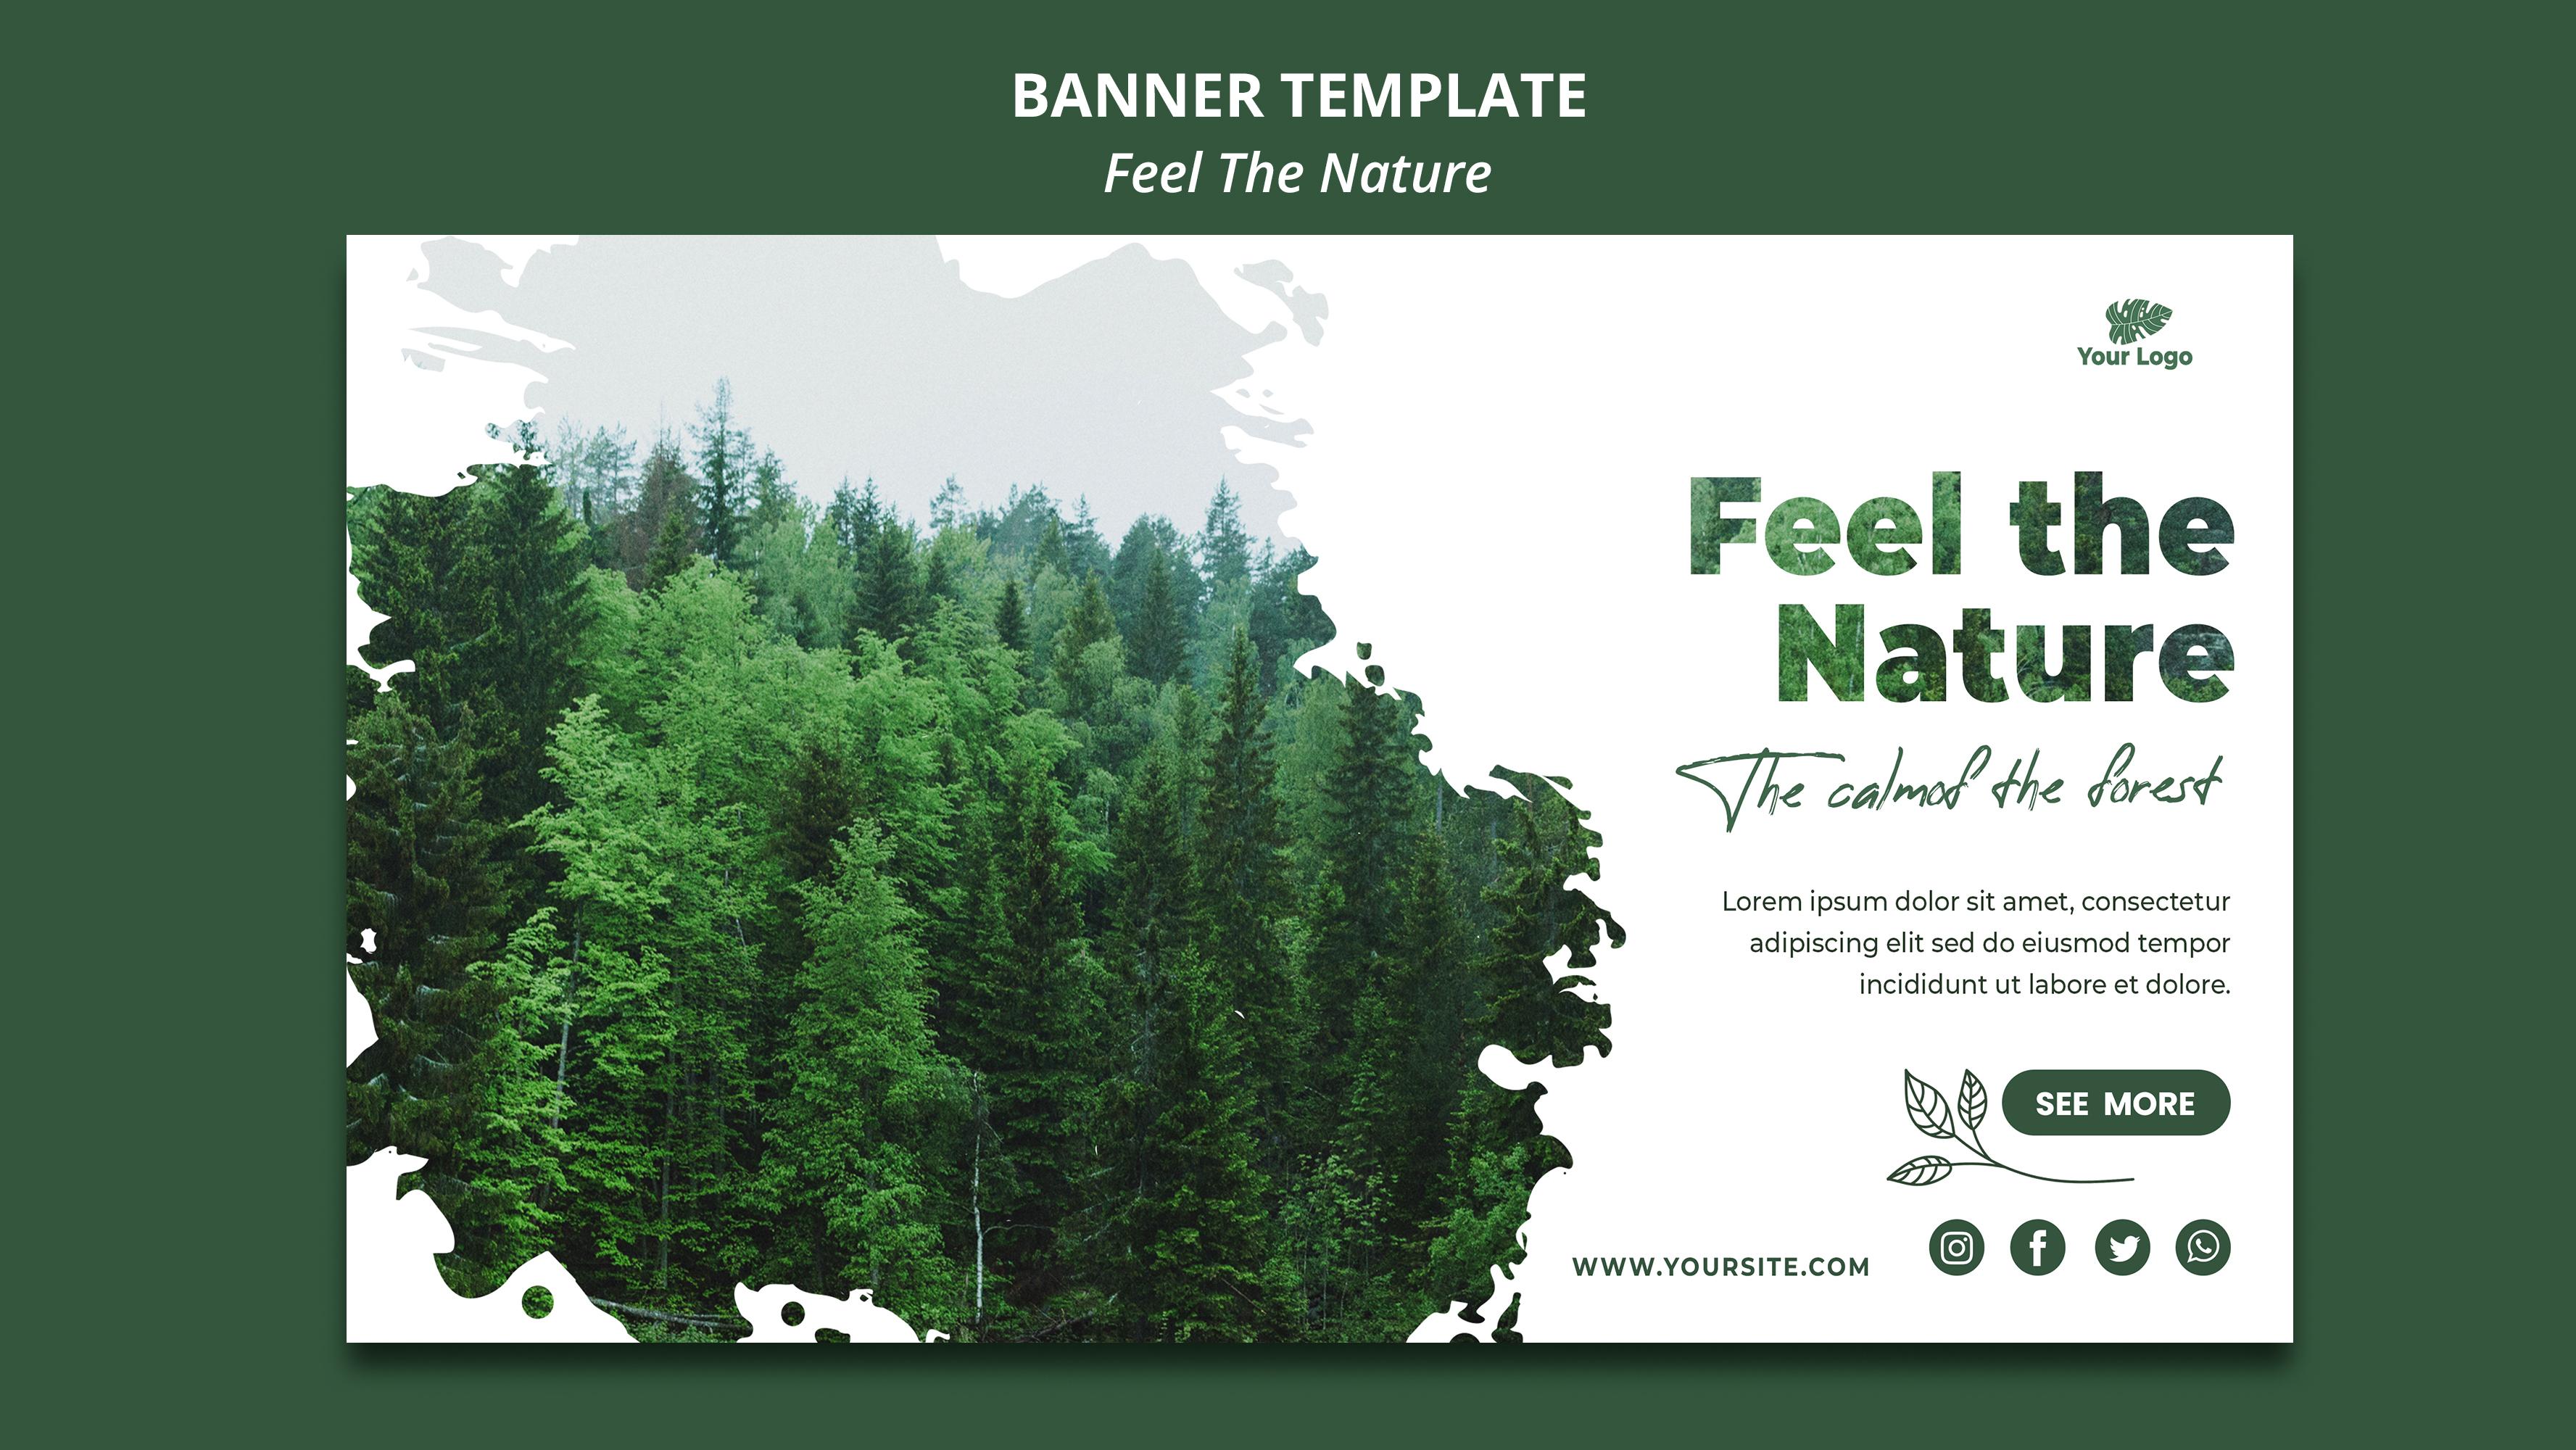 BANNER TEMPLATE
Feel The Nature
Your Logo
Feel the
Nature
The calmof the forest
Lorem ipsum dolor sit amet, consectetur
adipiscing elit sed do eiusmod tempor
incididunt ut labore et dolore.
SEE MORE
WWW.YOURSITE.COM